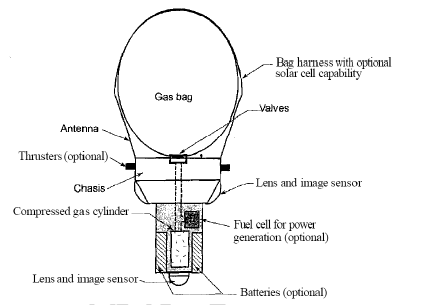 Bag harness with optional
solar cell capability
Gas bag
Valves
Antenna
Thrusters (optional)
Chasis
Lens and image sensor
Compressed gas cylinder
Fuel cell for power
generation (optional)
Lens and image sensor
Batteries (optional)